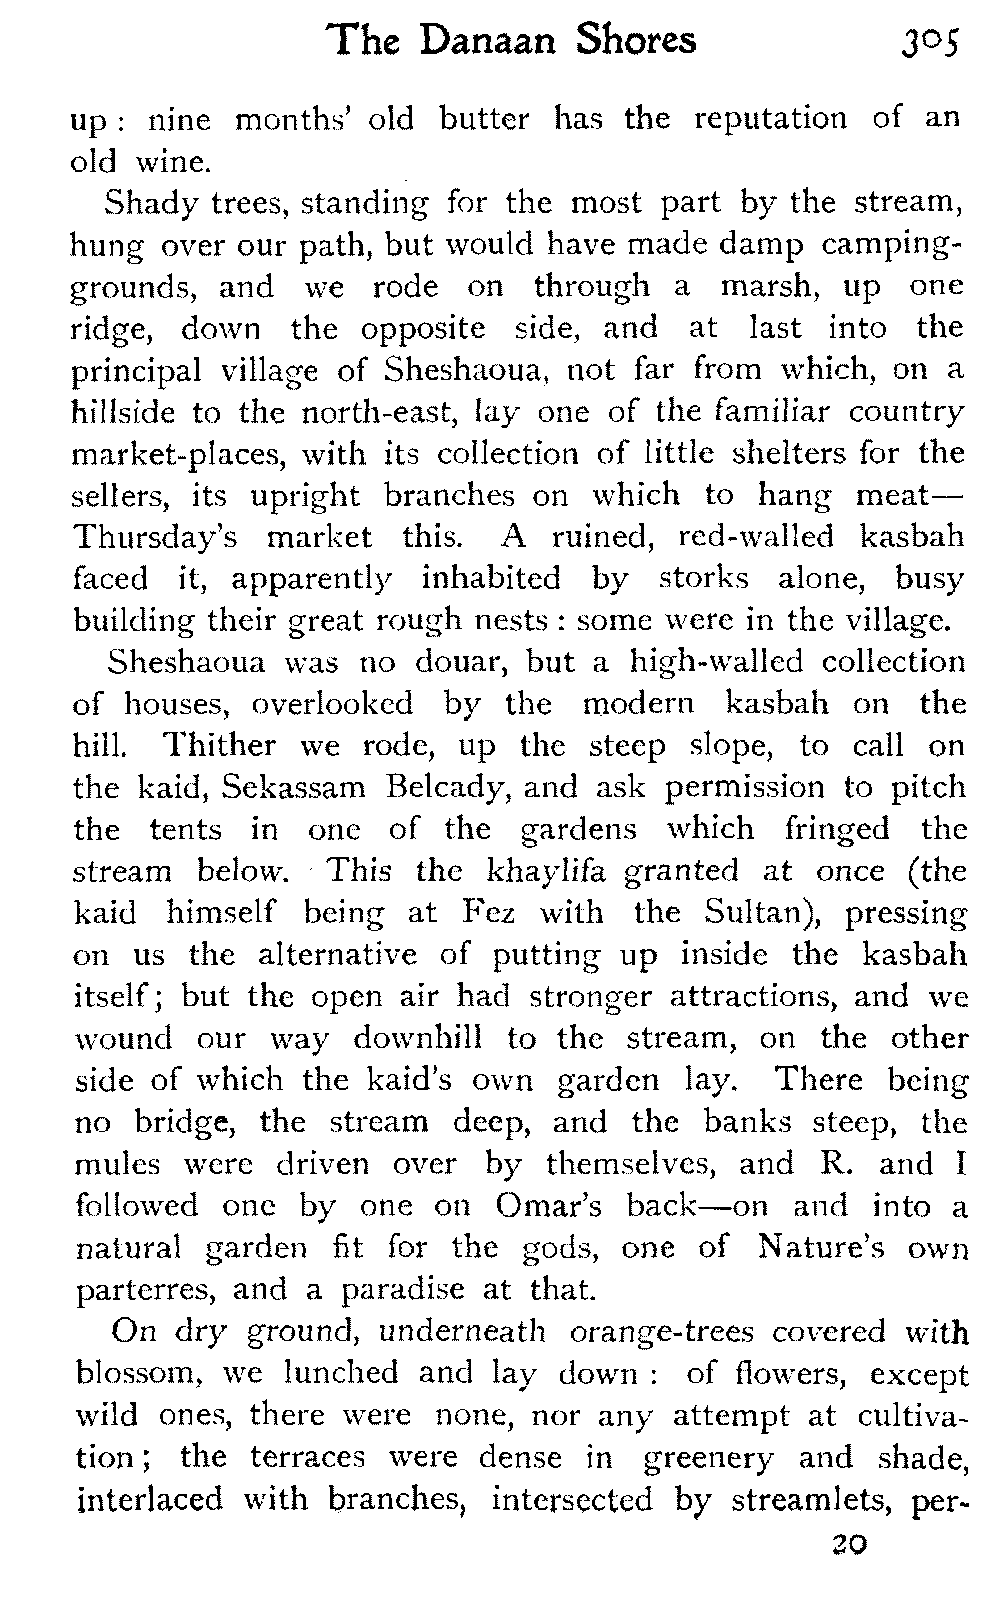 The Danaan Shores 305
up : nine months' old butter has the reputation of an
old wine.
Shady trees, standing for the most part by the stream,
hung over our path, but would have made damp camping-
grounds, and we rode on through a marsh, up one
ridge, down the opposite side, and at last into the
principal village of Sheshaoua, not far from which, on a
hillside to the north-east, lay one of the familiar country
market-places, with its collection of little shelters for the
sellers, its upright branches on which to hang meat—
Thursday's market this. A ruined, red-walled kasbah
faced it, apparently inhabited by storks alone, busy
building their great rough nests : some were in the village.
Sheshaoua was no douar, but a high-walled collection
of houses, overlooked by the modern kasbah on the
hill. Thither we rode, up the steep slope, to call on
the kaid, Sekassam Belcady, and ask permission to pitch
the tents in one of the gardens which fringed the
stream below. This the khaylifa granted at once (the
kaid himself being at Fez with the Sultan), pressing
on us the alternative of putting up inside the kasbah
itself ; but the open air had stronger attractions, and we
wound our way downhill to the stream, on the other
side of which the kaid's own garden lay. There being
no bridge, the stream deep, and the banks steep, the
mules were driven over by themselves, and R. and I
followed one by one on Omar's back—on and into a
natural garden fit for the gods, one of Nature's own
parterres, and a paradise at that.
On dry ground, underneath orange-trees covered with
blossom, we lunched and lay down : of flowers, except
wild ones, there were none, nor any attempt at cultiva-
tion ; the terraces were dense in greenery and shade,
interlaced with branches, intersected by streamlets, per-
20